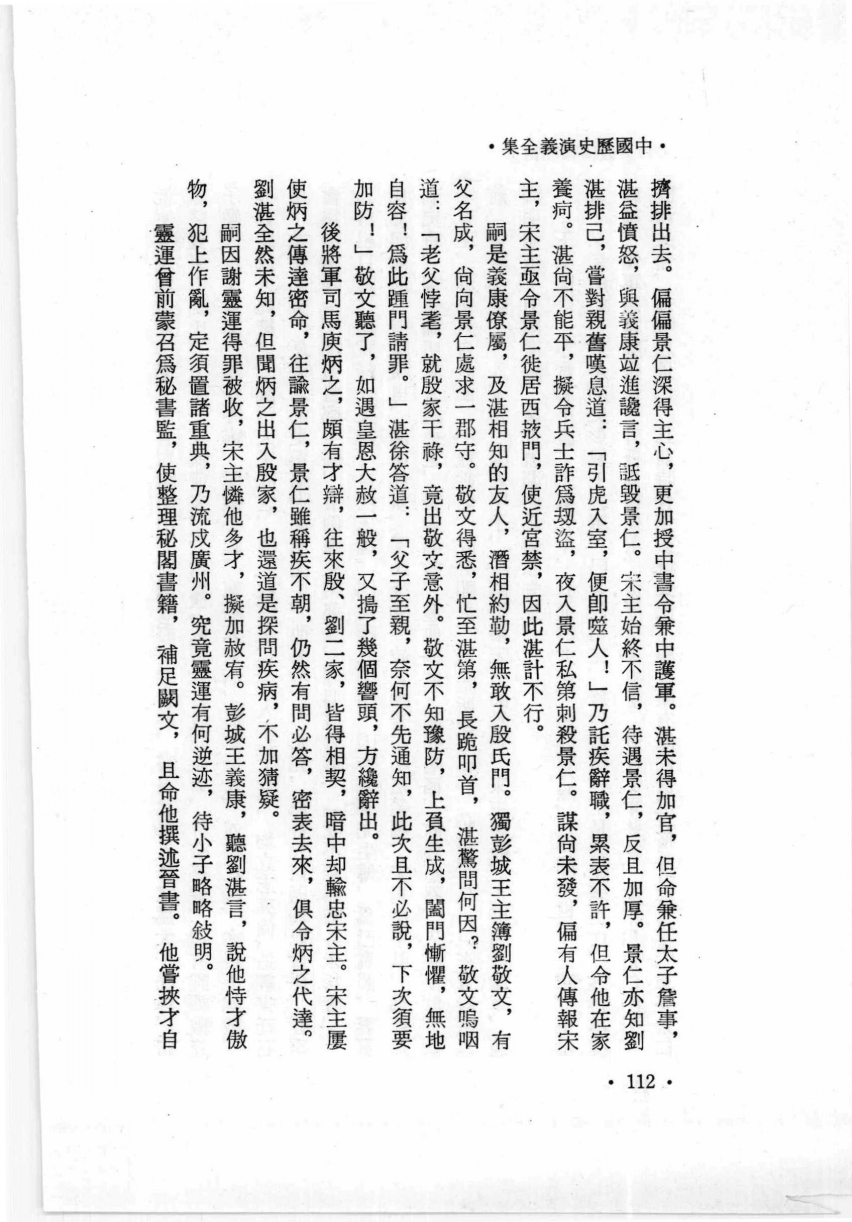 •中國歷史演義全集•
擠排出去。偏偏景仁深得主心，更加授中書令兼中護軍。湛未得加官，但命兼任太子詹事，
湛益憤怒，與義康竝進讒言，詆毀景仁。宋主始終不信，待遇景仁，反且加厚。景仁亦知劉
湛排己，嘗對親舊嘆息道：「引虎入室，便卽噬人！」乃託疾辭職，累表不許，但令他在家
養疴。湛尙不能平，擬令兵士詐爲刼盜，夜入景仁私第刺殺景仁。謀尙未發，偏有人傳報宋
主，宋主亟令景仁徙居西掖門，使近宮禁，因此湛計不行。
嗣是義康僚屬，及湛相知的友人，潛相約勒，無敢入殷氏門。獨彭城王主簿劉敬文，有
父名成，尙向景仁處求一郡守。敬文得悉，忙至湛第，長跪叩首，湛驚問何因？敬文嗚咽
道：「老父悖耄，就殷家干祿，竟出敬文意外。敬文不知豫防，上負生成，闔門慚懼，無地
自容！爲此踵門請罪。」湛徐答道：「父子至親，奈何不先通知，此次且不必說，下次須要
加防！」敬文聽了，如遇皇恩大赦一般，又搗了幾個響頭，方纔辭出。
後將軍司馬庾炳之，頗有才辯，往來殷、劉二家，皆得相契，暗中却輸忠宋主。宋主屢
使炳之傳達密命，往諭景仁，景仁雖稱疾不朝，仍然有問必答，密表去來，俱令炳之代達。
劉湛全然未知，但聞炳之出入殷家，也還道是探問疾病，不加猜疑。
嗣因謝靈運得罪被收，宋主憐他多才，擬加赦宥。彭城王義康，聽劉湛言，說他恃才傲
物，犯上作亂，定須置諸重典，乃流戍廣州。究竟靈運有何逆迹，待小子略略敍明。
靈運曾前蒙召爲秘書監，使整理秘閣書籍，補足闕文，且命他撰述晉書。他嘗挾才自
•112•